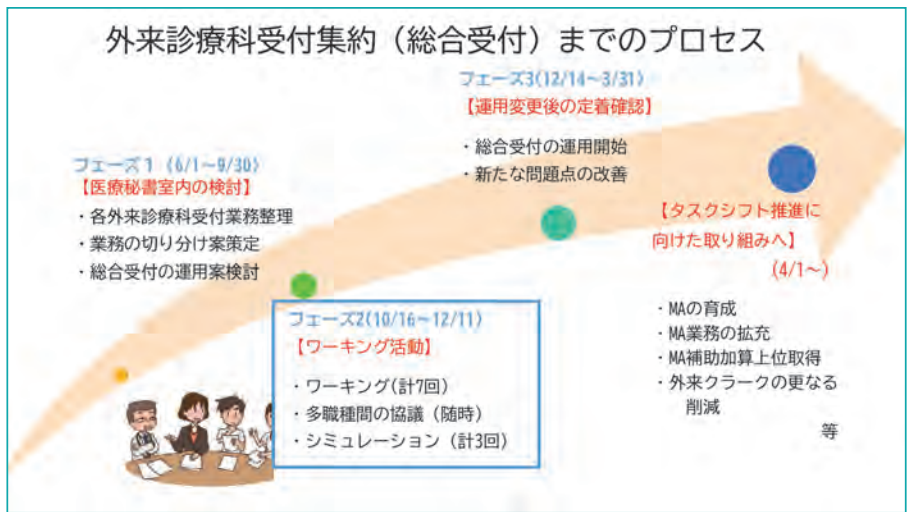 外来診療科受付集約（総合受付）までのプロセス
フェーズ1（6/1～9/30）
【医療秘書室内の検討】
・各外来診療科受付業務整理
・業務の切り分け案策定
・総合受付の運用案検討
フェーズ2(10/16～12/11)
【ワーキング活動】
・ワーキング(計7回)
・多職種間の協議（随時）
・シミュレーション（計3回）
フェーズ3(12/14～3/31)
【運用変更後の定着確認】
・総合受付の運用開始
・新たな問題点の改善
【タスクシフト推進に
向けた取り組みへ】
(4/1～)
・MAの育成
・MA業務の拡充
・MA補助加算上位取得
・外来クラークの更なる
削減
等